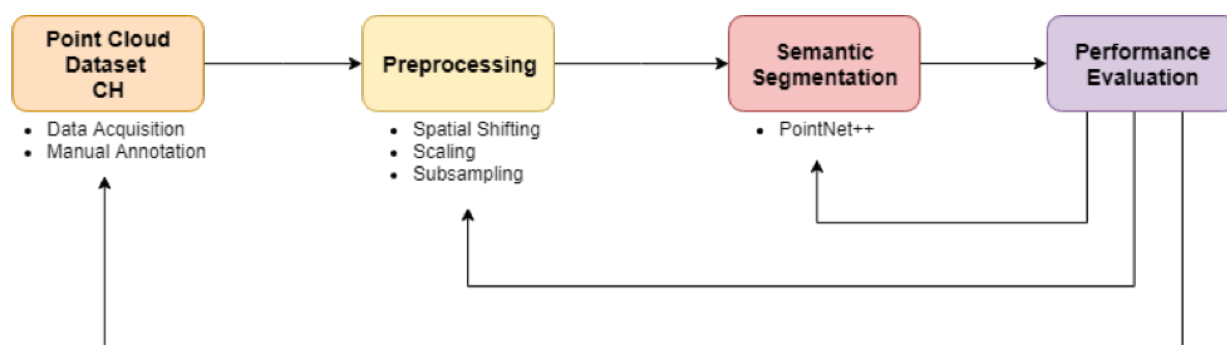 Point Cloud
Dataset
CH
Preprocessing
Semantic
Segmentation
Performance
Evaluation
• Data Acquisition
• Manual Annotation
• Spatial Shifting
• Scaling
• Subsampling
• PointNet++